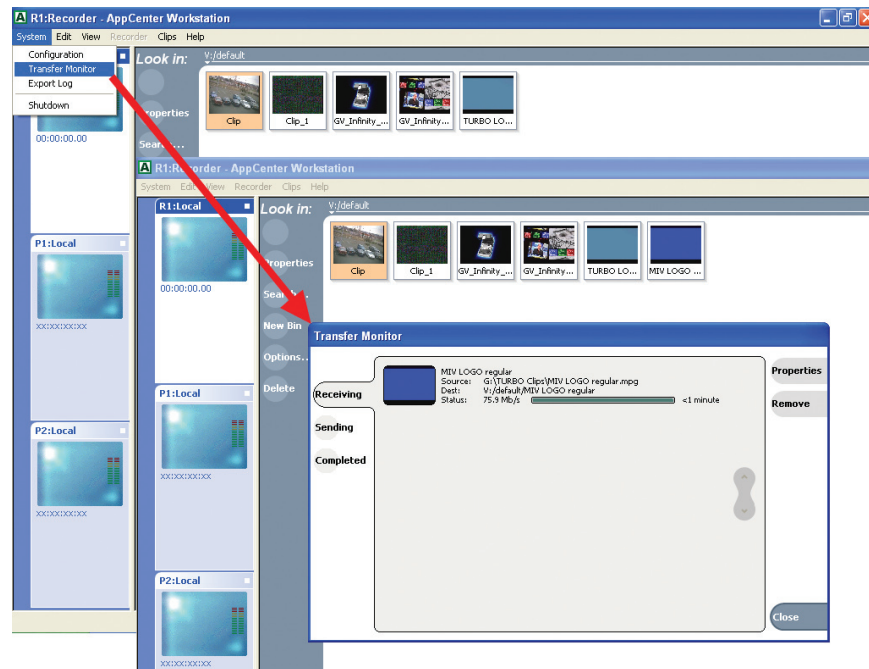 R1:Recorder - AppCenter Workstation
System Edit View Recorder Clips Help
Configuration
Transfer Monitor
Export Log
Shutdown
00:00:00.00
P1:Local
XX:XX:XX:XX
P2:Local
XX:XX:XX:XX
Look in: V:/default
Properties
Search...
Clip
Clip_1
GV_Infinity_...
GV_Infinity...
TURBO LO...
R1:Recorder - AppCenter Workstation
System Edit View Recorder Clips Help
R1:Local
00:00:00.00
P1:Local
XX:XX:XX:XX
P2:Local
XX:XX:XX:XX
Look in: V:/default
Properties
Search...
New Bin
Options...
Delete
Clip
Clip_1
GV_Infinity_...
GV_Infinity...
TURBO LO...
MIV LOGO ...
Transfer Monitor
Receiving
Sending
Completed
MIV LOGO regular
Source: G:\TURBO Clips\MIV LOGO regular.mpg
Dest: V:/default/MIV LOGO regular
Status: 75.9 Mb/s <1 minute
Properties
Remove
Close